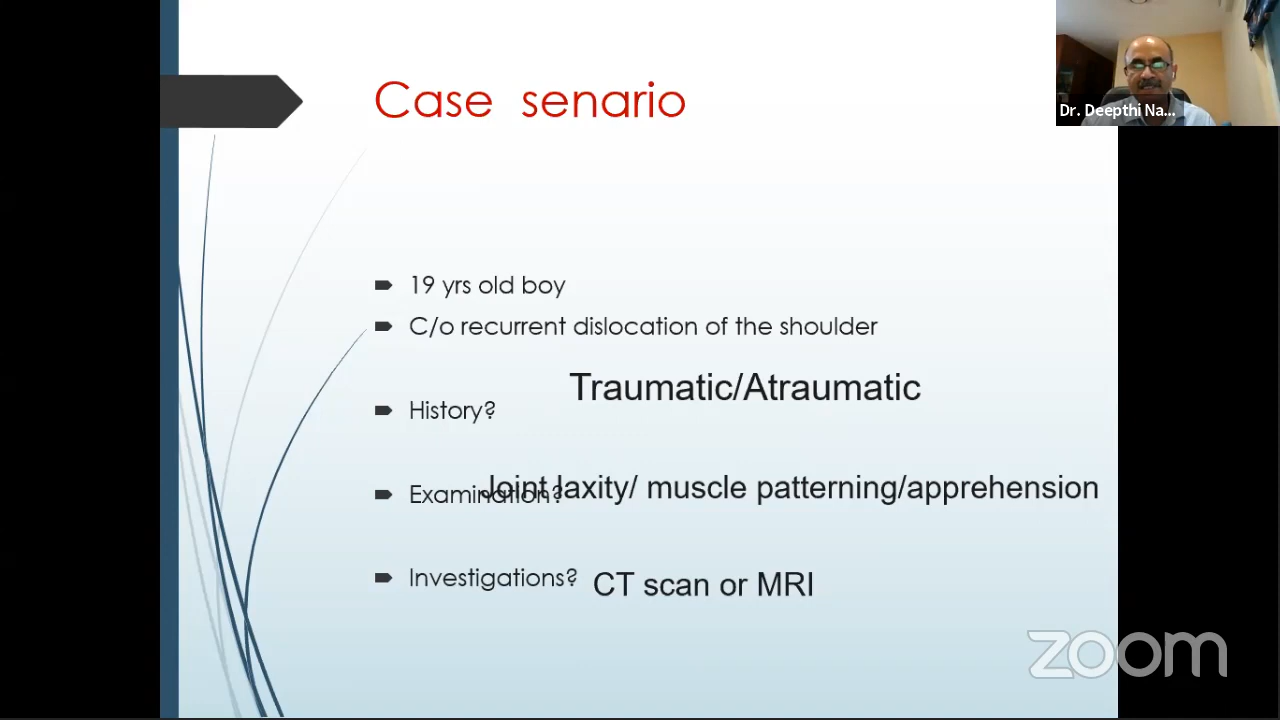 Case senario
Dr. Deepthi Na...
19 yrs old boy
C/o recurrent dislocation of the shoulder
Traumatic/Atraumatic
History?
Joint laxity/ muscle patterning/apprehension
Examination?
Investigations?
CT scan or MRI
zoom